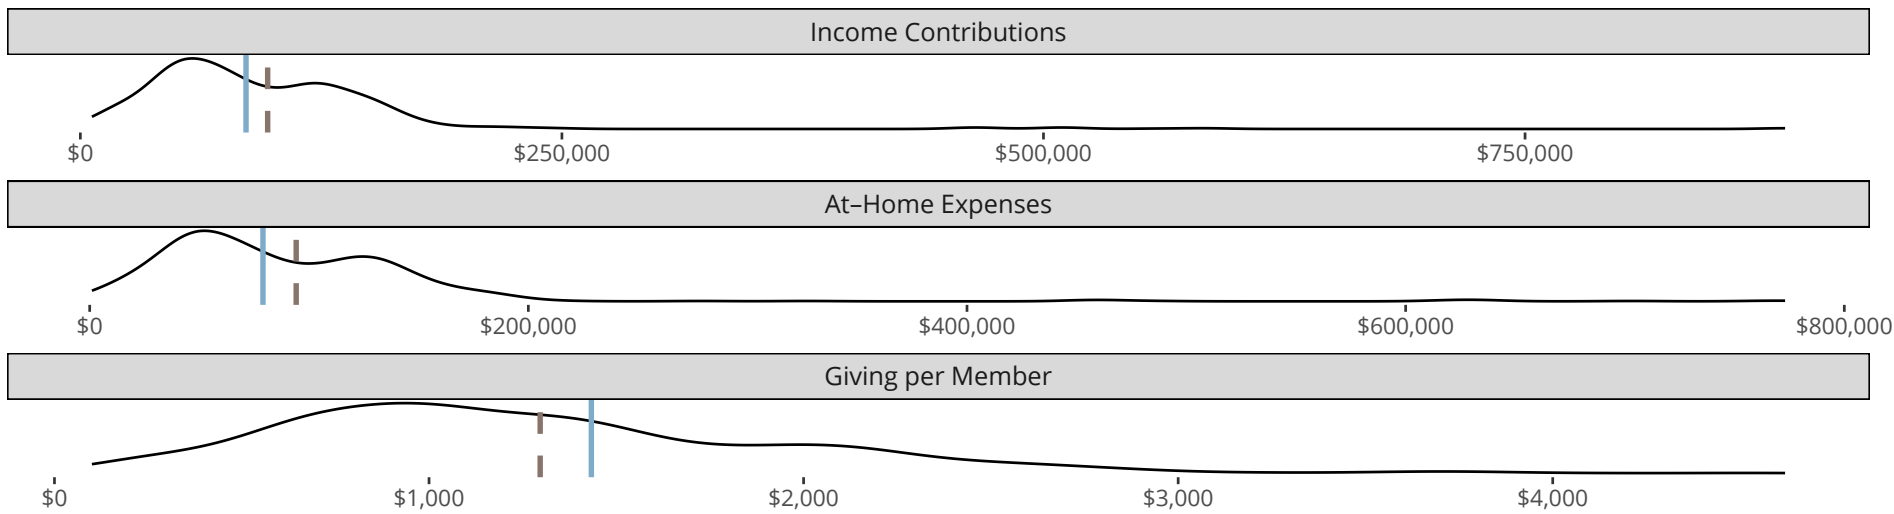 Income Contributions
$0 $250,000 $500,000 $750,000
At–Home Expenses
$0 $200,000 $400,000 $600,000 $800,000
Giving per Member
$0 $1,000 $2,000 $3,000 $4,000